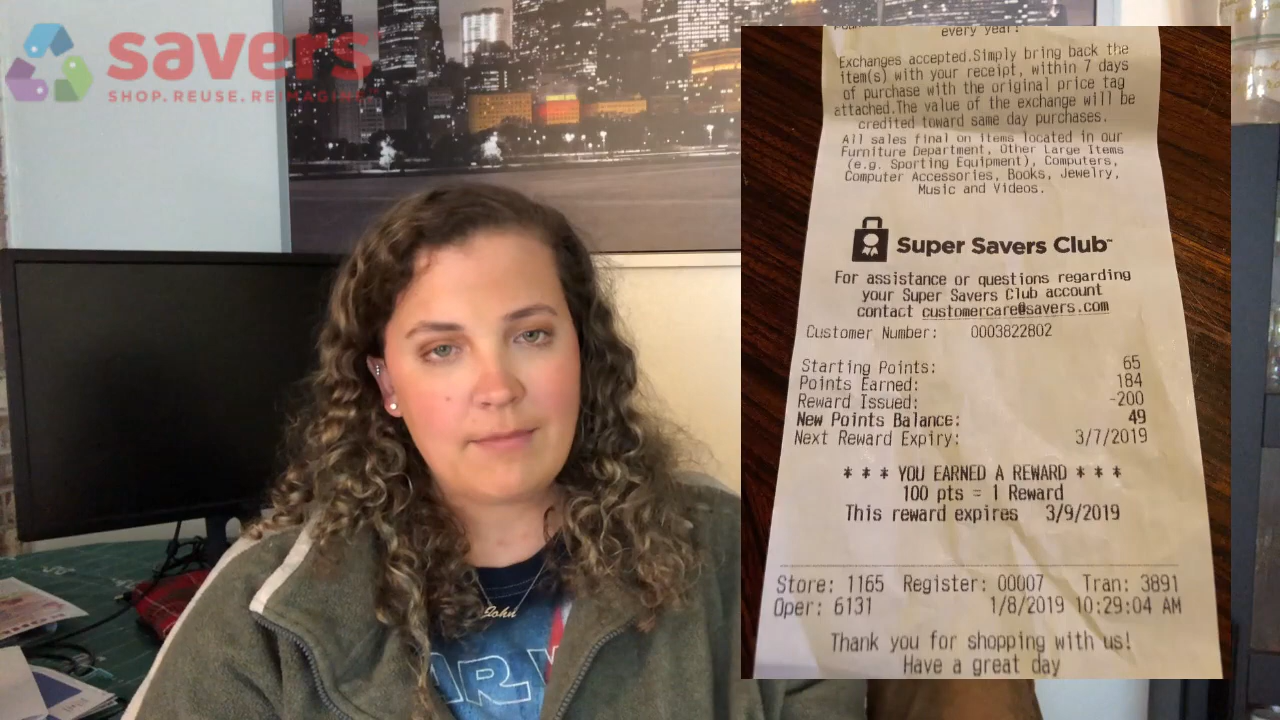 savers
SHOP.REUSE.REIMAGINE
every year!
Exchanges accepted.Simply bring back the
item(s) with your receipt, within 7 days
of purchase with the original price tag
attached.The value of the exchange will be
credited toward same day purchases.
All sales final on items located in our
Furniture Department, Other Large Items
(e.g. Sporting Equipment), Computers,
Computer Accessories, Books, Jewelry,
Music and Videos.
Super Savers Club™
For assistance or questions regarding
your Super Savers Club account
contact customercare@savers.com
Customer Number: 0003822802
Starting Points: 65
Points Earned: 184
Reward Issued: -200
New Points Balance: 49
Next Reward Expiry: 3/7/2019
* * * YOU EARNED A REWARD * * *
100 pts = 1 Reward
This reward expires 3/9/2019
Store: 1165 Register: 00007 Tran: 3891
Oper: 6131 1/8/2019 10:29:04 AM
Thank you for shopping with us!
Have a great day
John